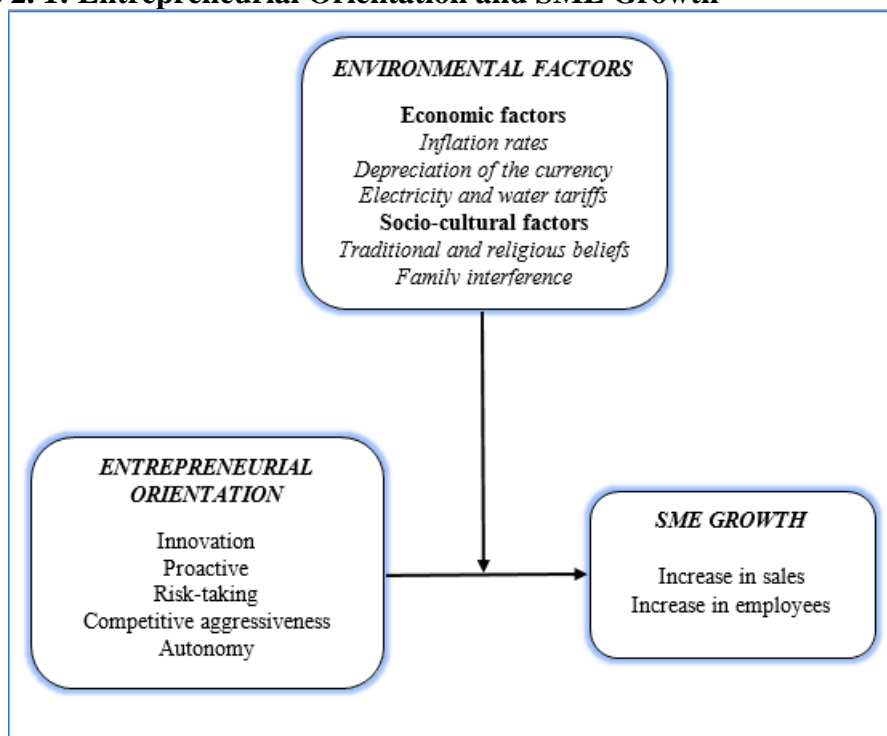 2. 1: Entrepreneurial Orientation and SME Growth
ENVIRONMENTAL FACTORS
Economic factors
Inflation rates
Depreciation of the currency
Electricity and water tariffs
Socio-cultural factors
Traditional and religious beliefs
Family interference
ENTREPRENEURIAL
ORIENTATION
Innovation
Proactive
Risk-taking
Competitive aggressiveness
Autonomy
SME GROWTH
Increase in sales
Increase in employees